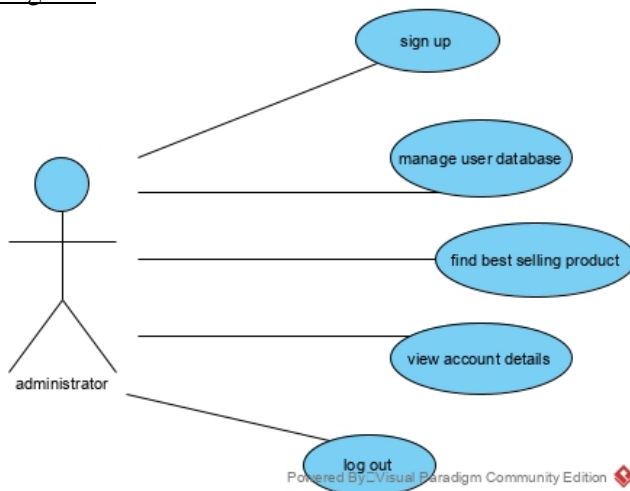 sign up
manage user database
find best selling product
view account details
administrator
log out
Powered By Visual Paradigm Community Edition